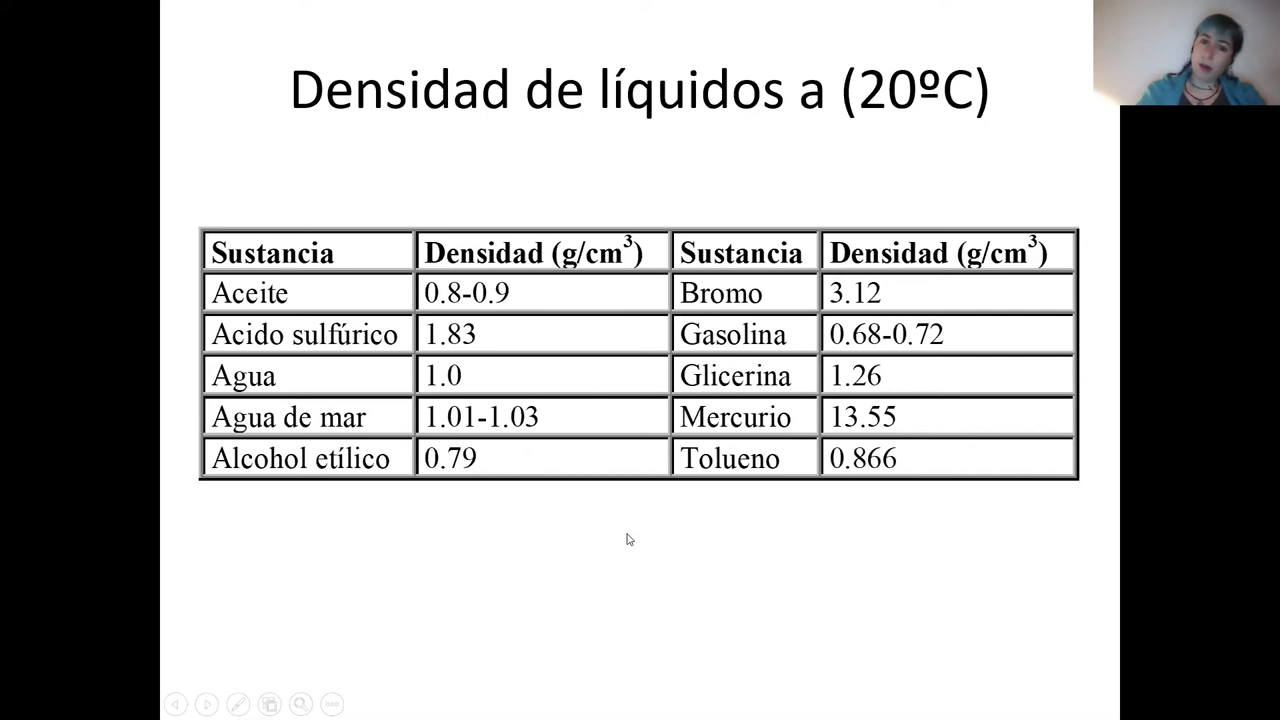 Densidad de líquidos a (20ºC)
Sustancia Densidad (g/cm³) Sustancia Densidad (g/cm³)
Aceite 0.8-0.9 Bromo 3.12
Acido sulfúrico 1.83 Gasolina 0.68-0.72
Agua 1.0 Glicerina 1.26
Agua de mar 1.01-1.03 Mercurio 13.55
Alcohol etílico 0.79 Tolueno 0.866